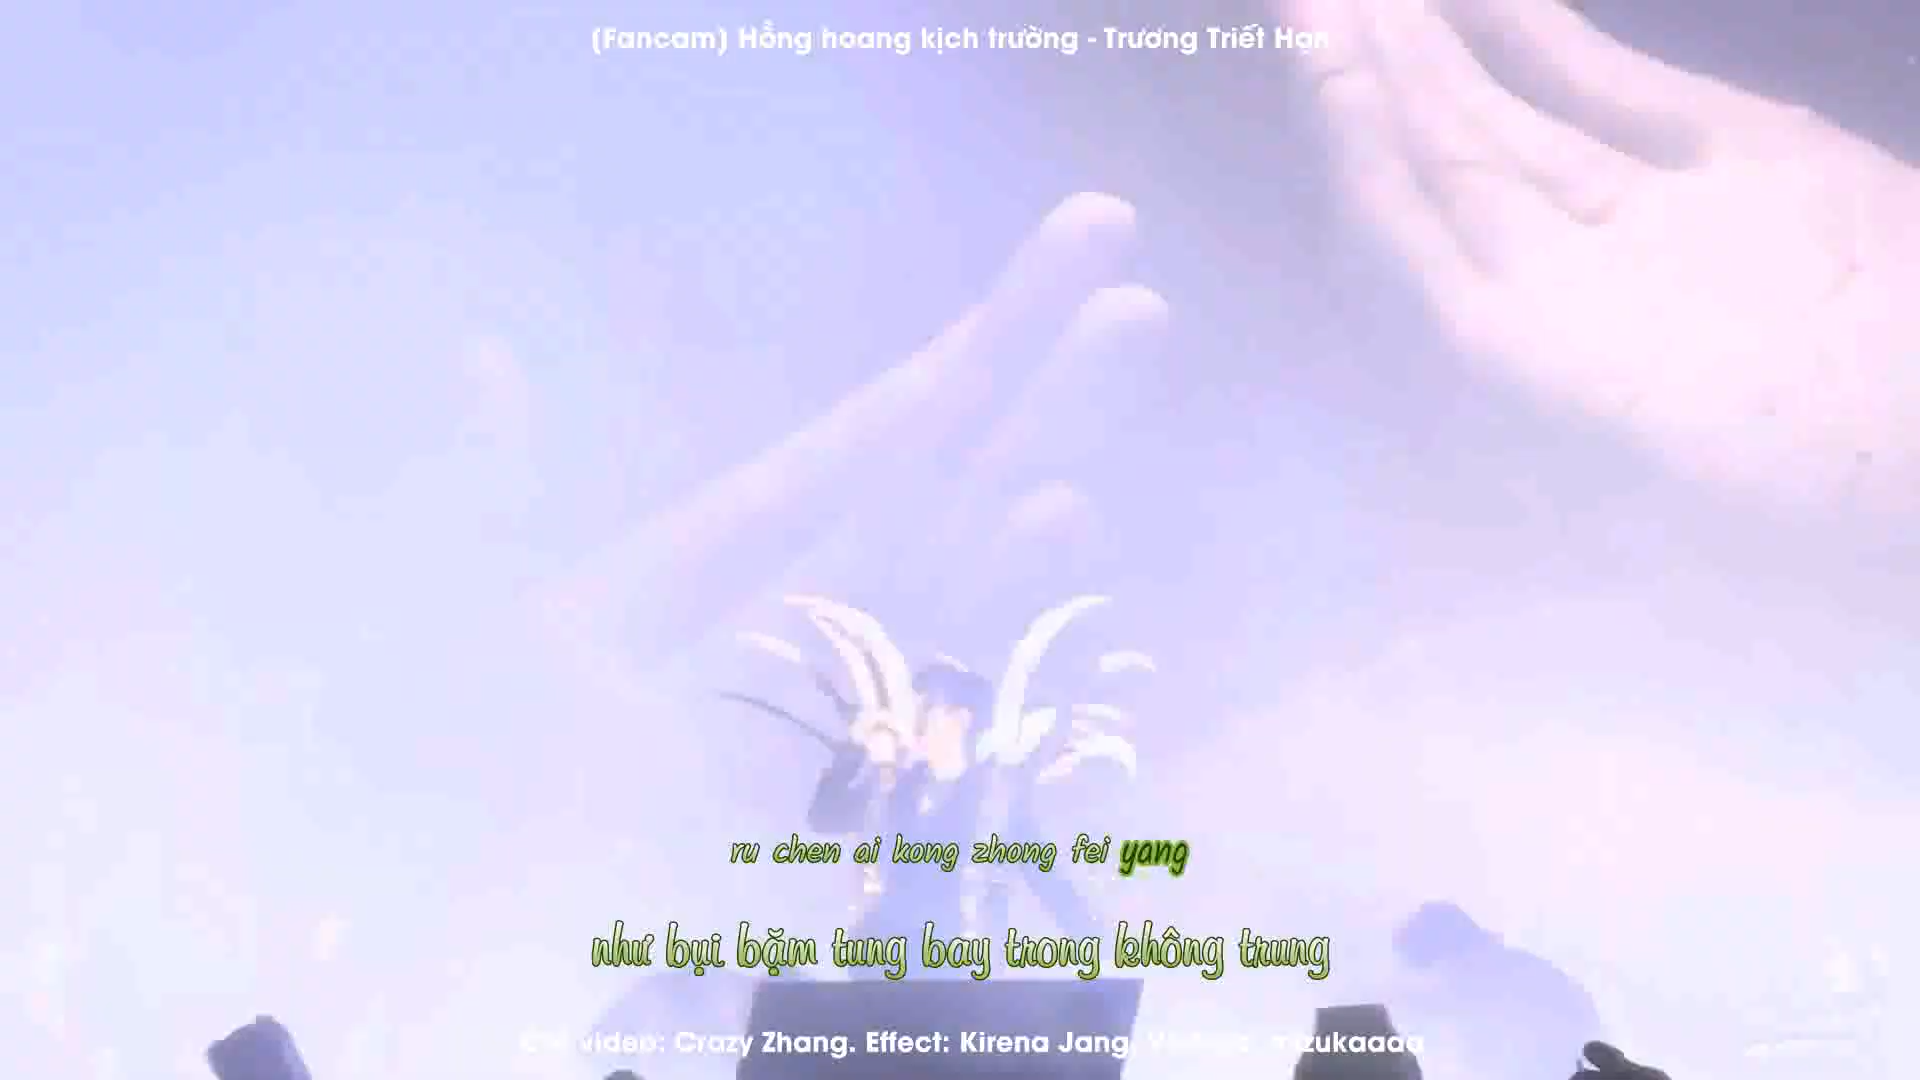 (Fancam) Hồng hoang kịch trường - Trương Triết Hạn
ru chen ai kong zhong fei yang
như bụi bặm tung bay trong không trung
video: Crazy Zhang. Effect: Kirena Jang,